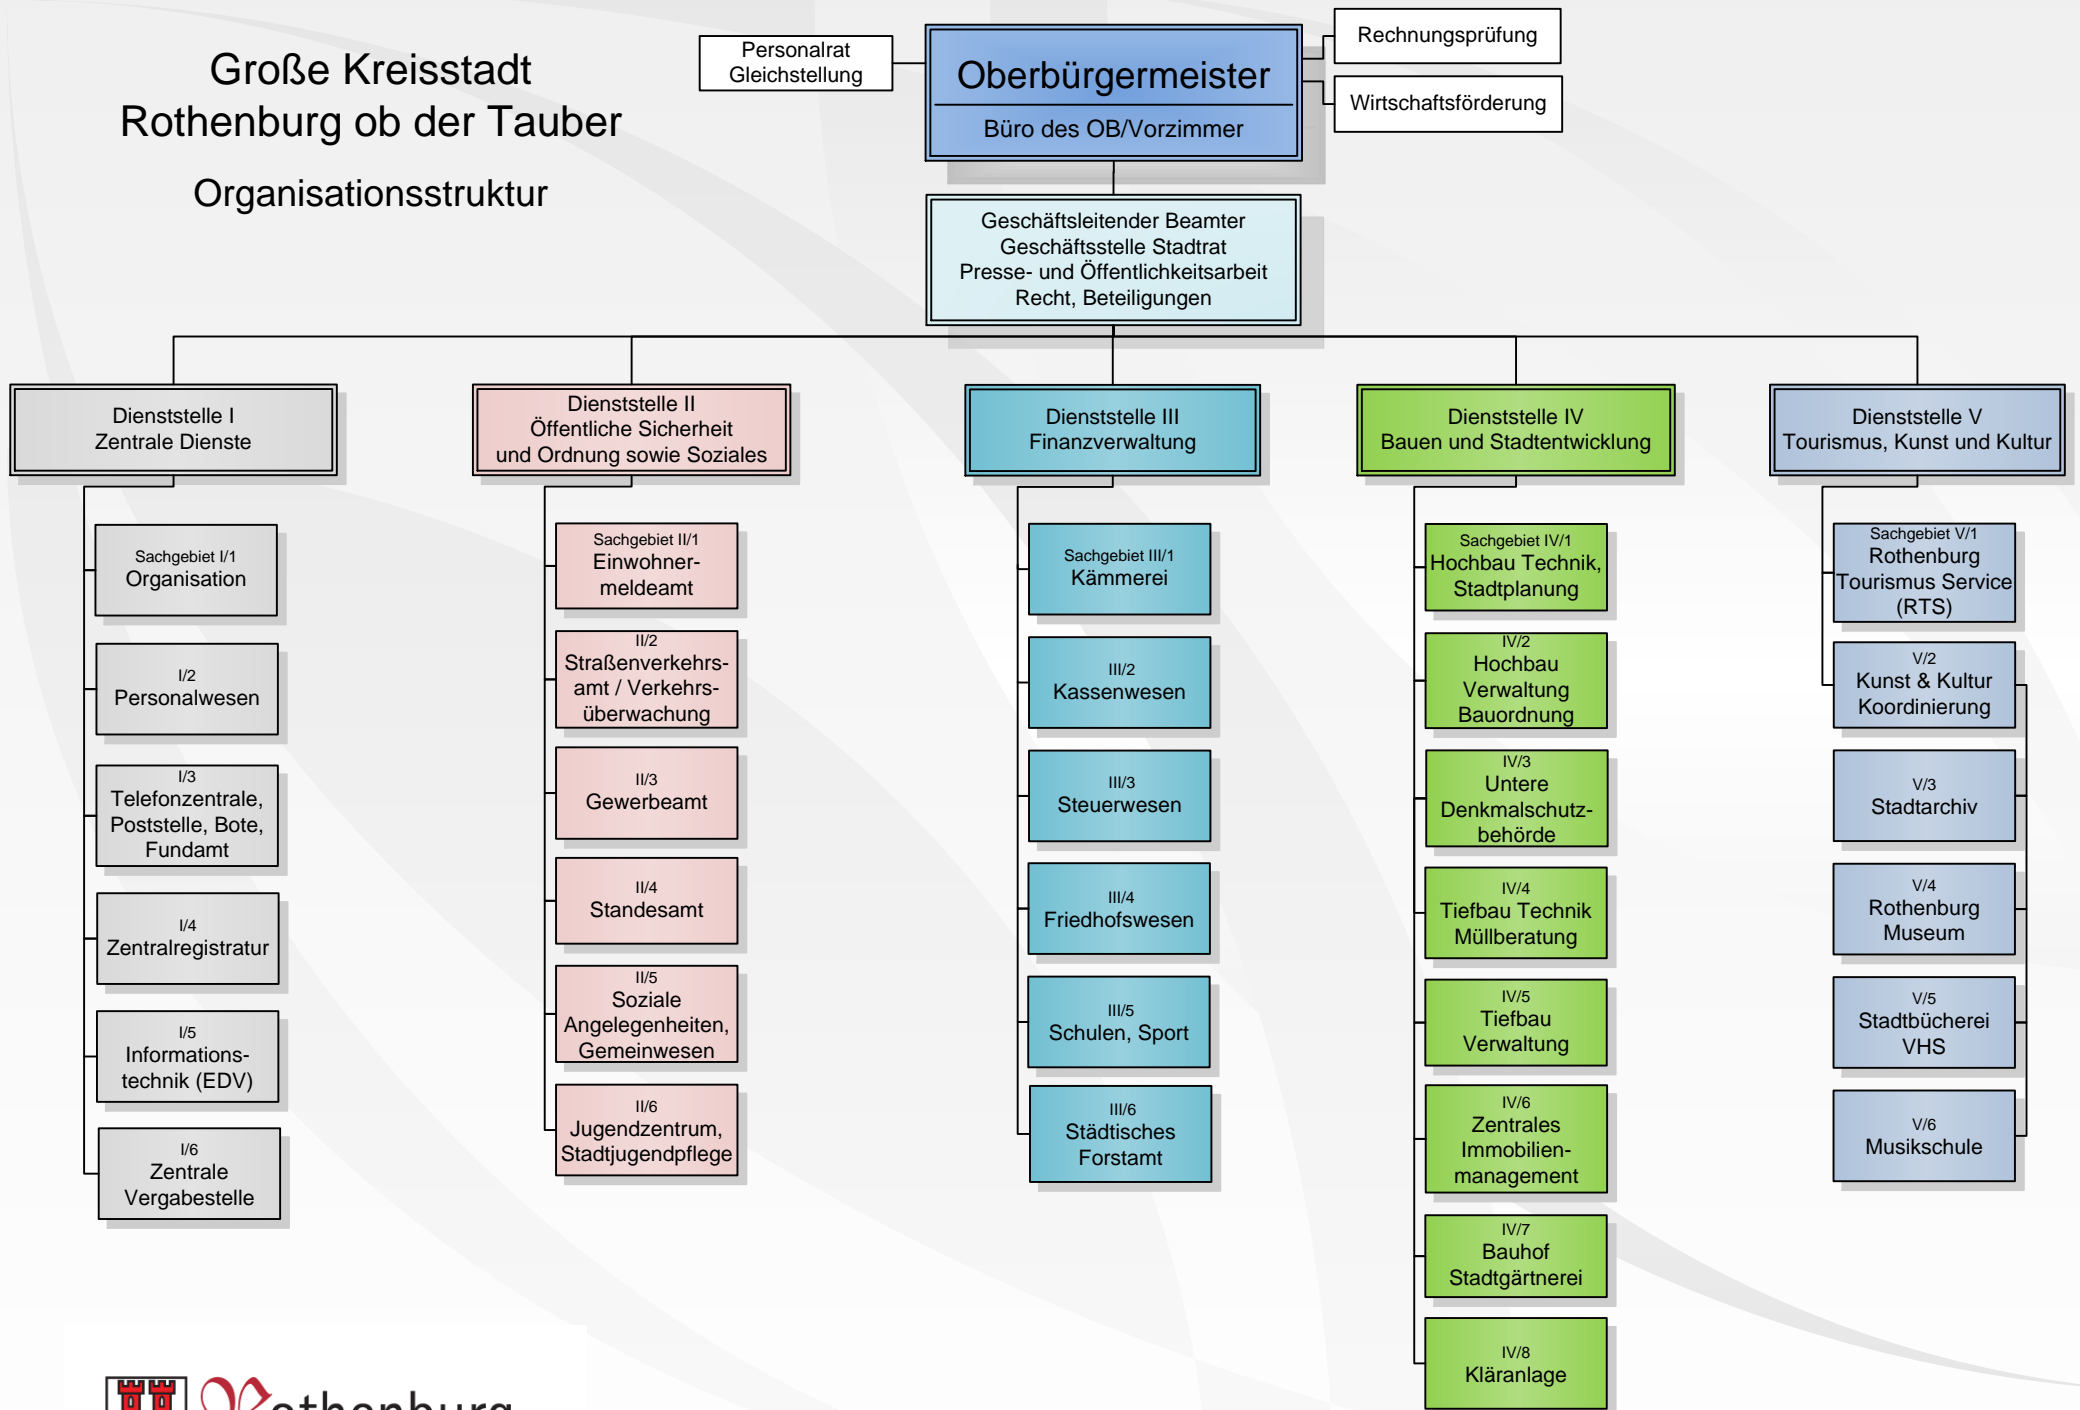 Große Kreisstadt
Rothenburg ob der Tauber
Organisationsstruktur
Personalrat
Gleichstellung
Oberbürgermeister
Büro des OB/Vorzimmer
Rechnungsprüfung
Wirtschaftsförderung
Geschäftsleitender Beamter
Geschäftsstelle Stadtrat
Presse- und Öffentlichkeitsarbeit
Recht, Beteiligungen
Dienststelle I
Zentrale Dienste
Sachgebiet I/1
Organisation
I/2
Personalwesen
I/3
Telefonzentrale,
Poststelle, Bote,
Fundamt
I/4
Zentralregistratur
I/5
Informations-
technik (EDV)
I/6
Zentrale
Vergabestelle
Dienststelle II
Öffentliche Sicherheit
und Ordnung sowie Soziales
Sachgebiet II/1
Einwohner-
meldeamt
II/2
Straßenverkehrs-
amt / Verkehrs-
überwachung
II/3
Gewerbeamt
II/4
Standesamt
II/5
Soziale
Angelegenheiten,
Gemeinwesen
II/6
Jugendzentrum,
Stadtjugendpflege
Dienststelle III
Finanzverwaltung
Sachgebiet III/1
Kämmerei
III/2
Kassenwesen
III/3
Steuerwesen
III/4
Friedhofswesen
III/5
Schulen, Sport
III/6
Städtisches
Forstamt
Dienststelle IV
Bauen und Stadtentwicklung
Sachgebiet IV/1
Hochbau Technik,
Stadtplanung
IV/2
Hochbau
Verwaltung
Bauordnung
IV/3
Untere
Denkmalschutz-
behörde
IV/4
Tiefbau Technik
Müllberatung
IV/5
Tiefbau
Verwaltung
IV/6
Zentrales
Immobilien-
management
IV/7
Bauhof
Stadtgärtnerei
IV/8
Kläranlage
Dienststelle V
Tourismus, Kunst und Kultur
Sachgebiet V/1
Rothenburg
Tourismus Service
(RTS)
V/2
Kunst & Kultur
Koordinierung
V/3
Stadtarchiv
V/4
Rothenburg
Museum
V/5
Stadtbücherei
VHS
V/6
Musikschule
Rothenburg